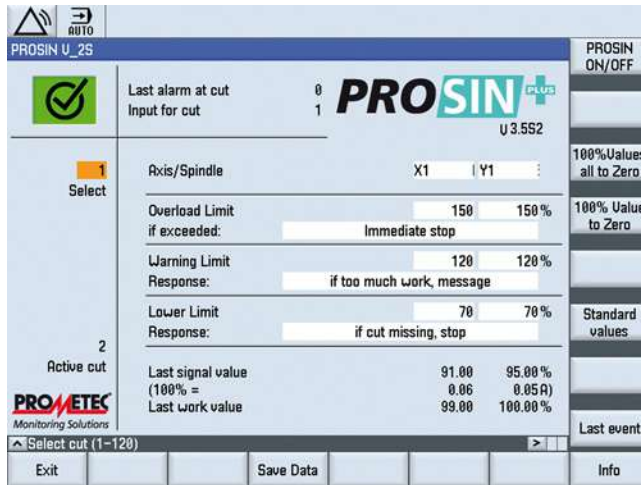 AUTO
PROSIN V_2S
PROSIN ON/OFF
Last alarm at cut 0
Input for cut 1
PROSIN PLUS
V 3.5S2
100%Values all to Zero
1
Select
Axis/Spindle X1 Y1
100% Value to Zero
Overload Limit 150 150%
if exceeded: Immediate stop
Warning Limit 120 120%
Response: if too much work, message
Lower Limit 70 70%
Response: if cut missing, stop
Standard values
2
Active cut
Last signal value 91.00 95.00%
(100% = 0.06 0.05A)
Last work value 99.00 100.00%
PROMETEC
Monitoring Solutions
Last event
Select cut (1-120)
Exit
Save Data
Info